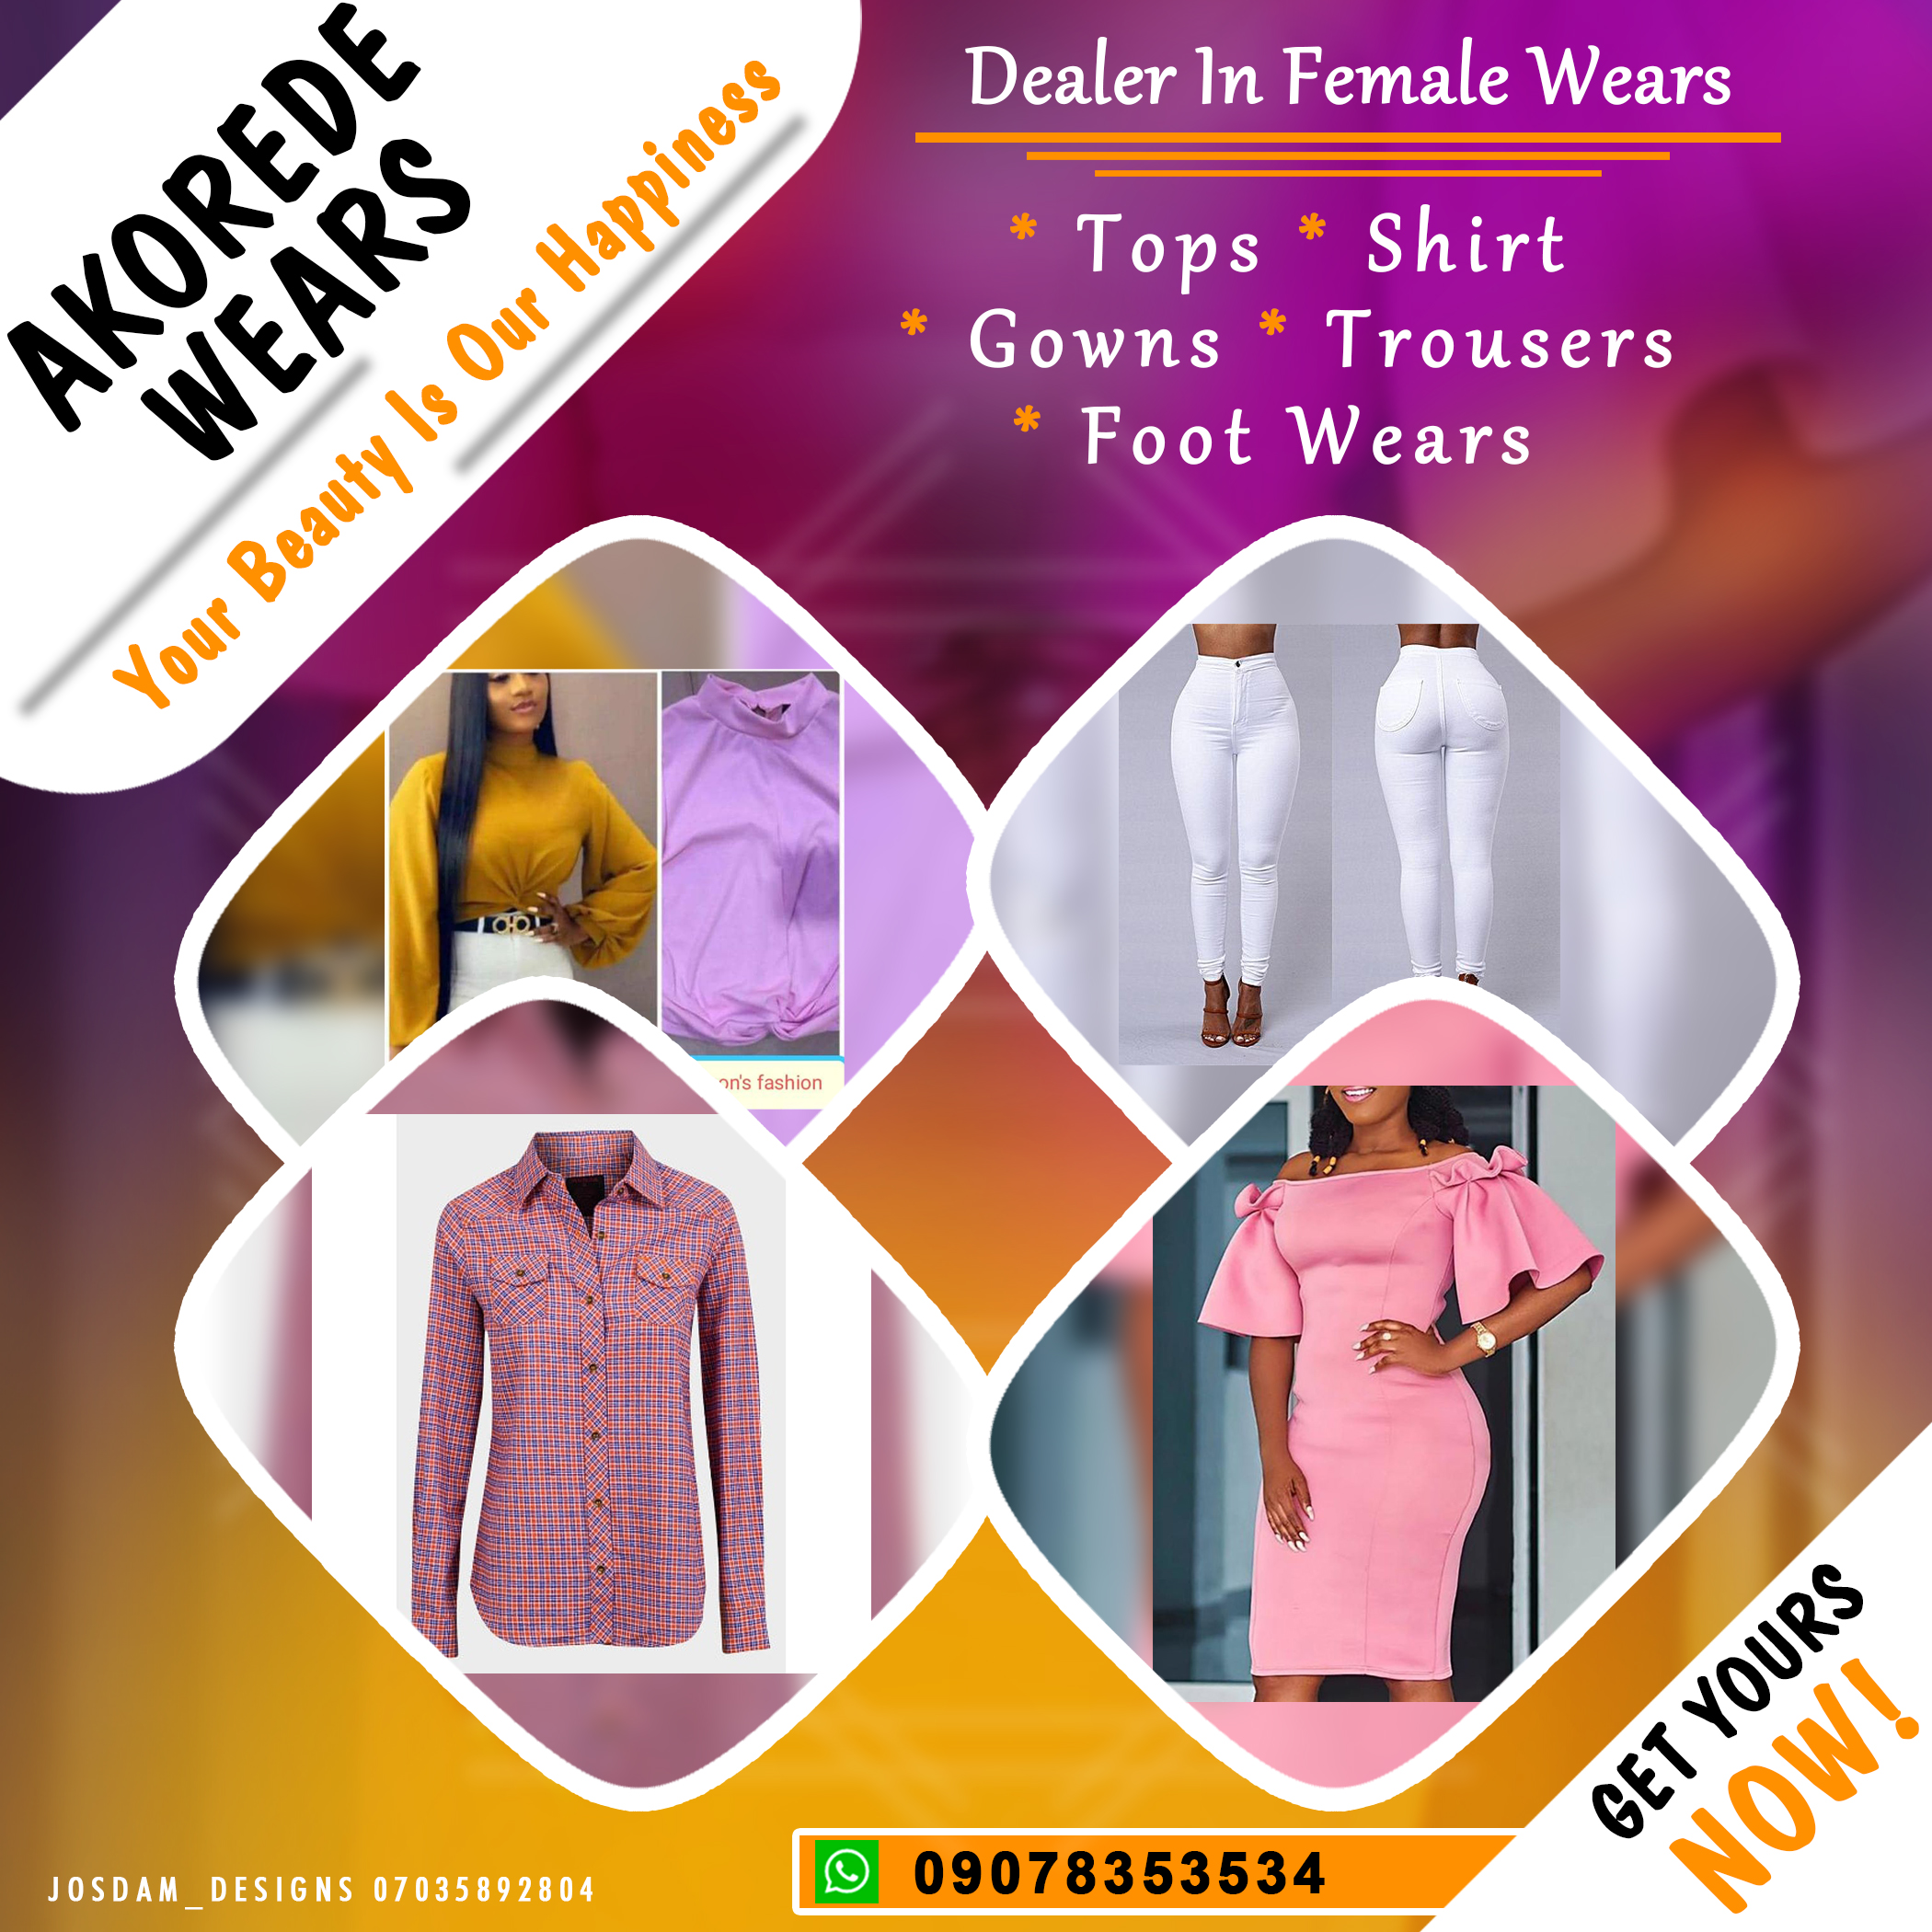 AKOREDE
WEARS
Your Beauty Is Our Happiness
Dealer In Female Wears
* Tops * Shirt
* Gowns * Trousers
* Foot Wears
on's fashion
GET YOURS
NOW!
09078353534
JOSDAM_DESIGNS 07035892804